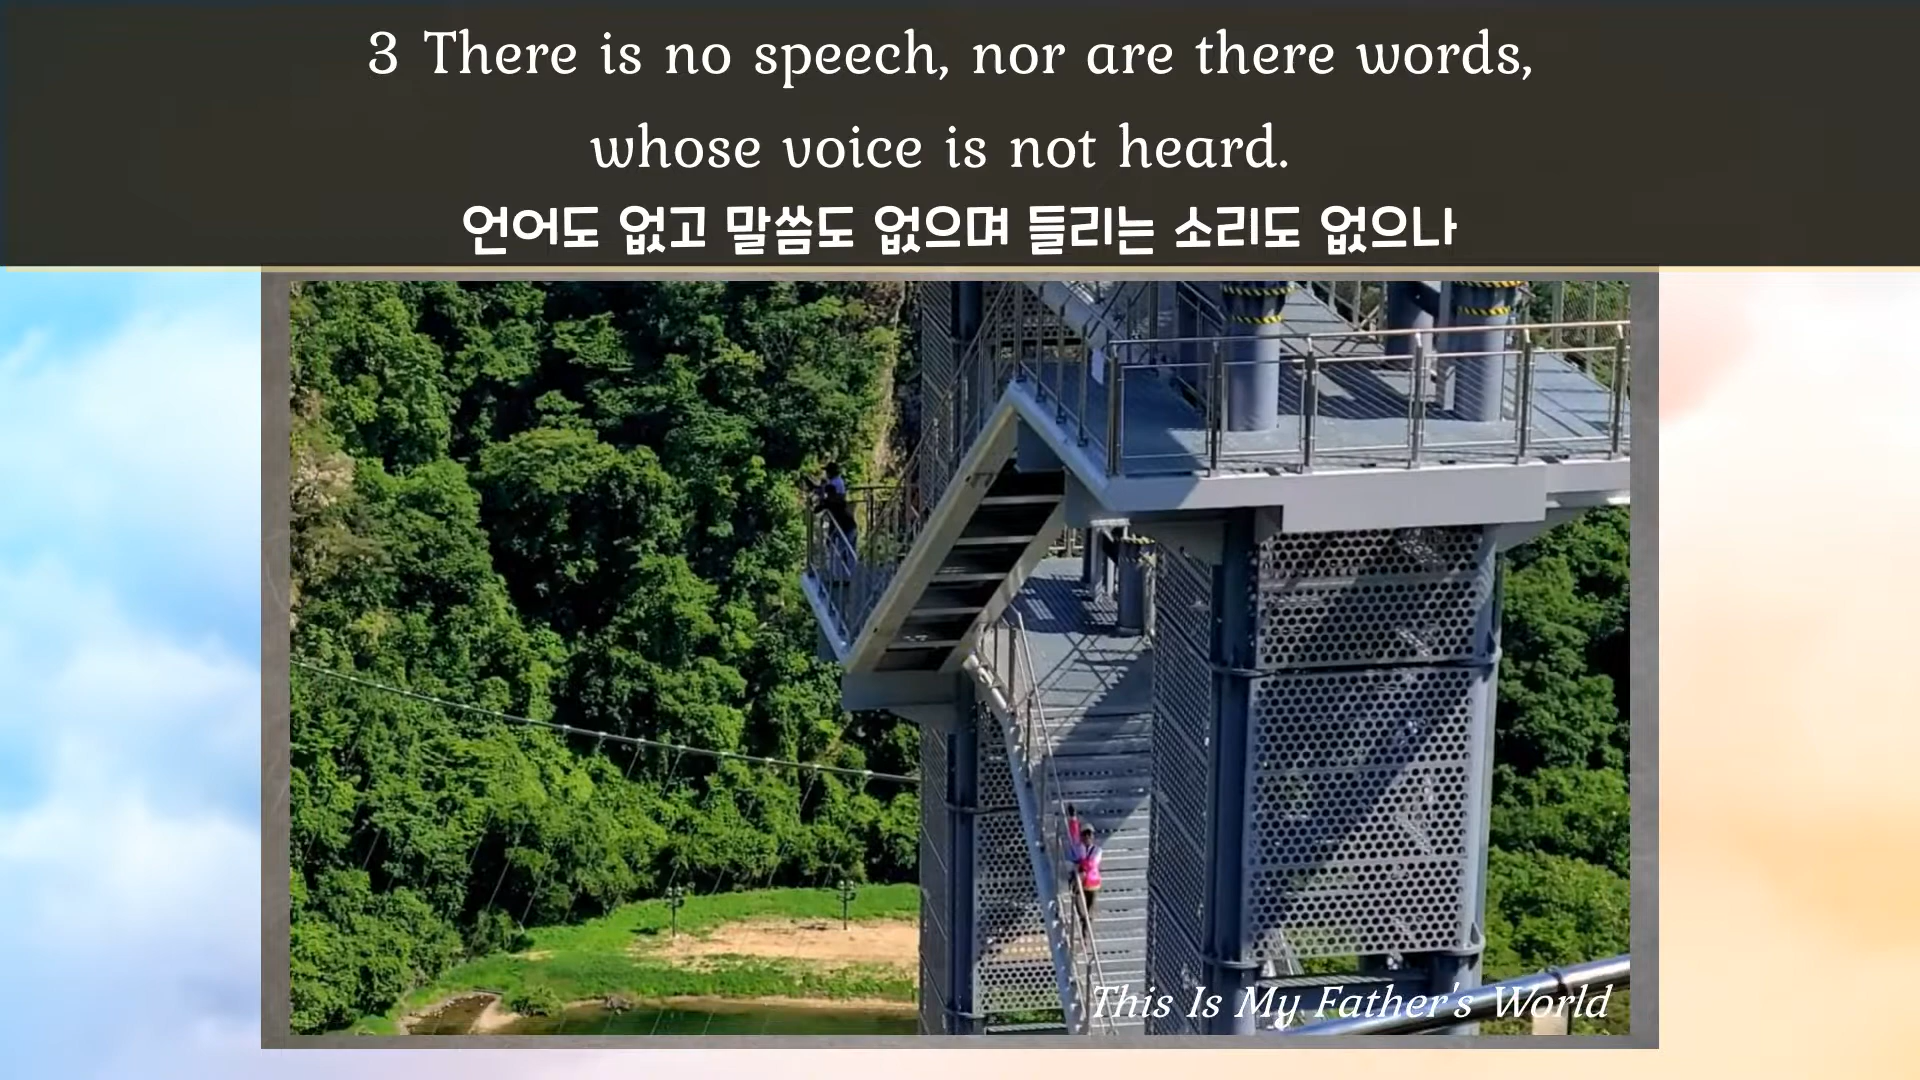 3 There is no speech, nor are there words,
whose voice is not heard.
언어도 없고 말씀도 없으며 들리는 소리도 없으나
This Is My Father's World